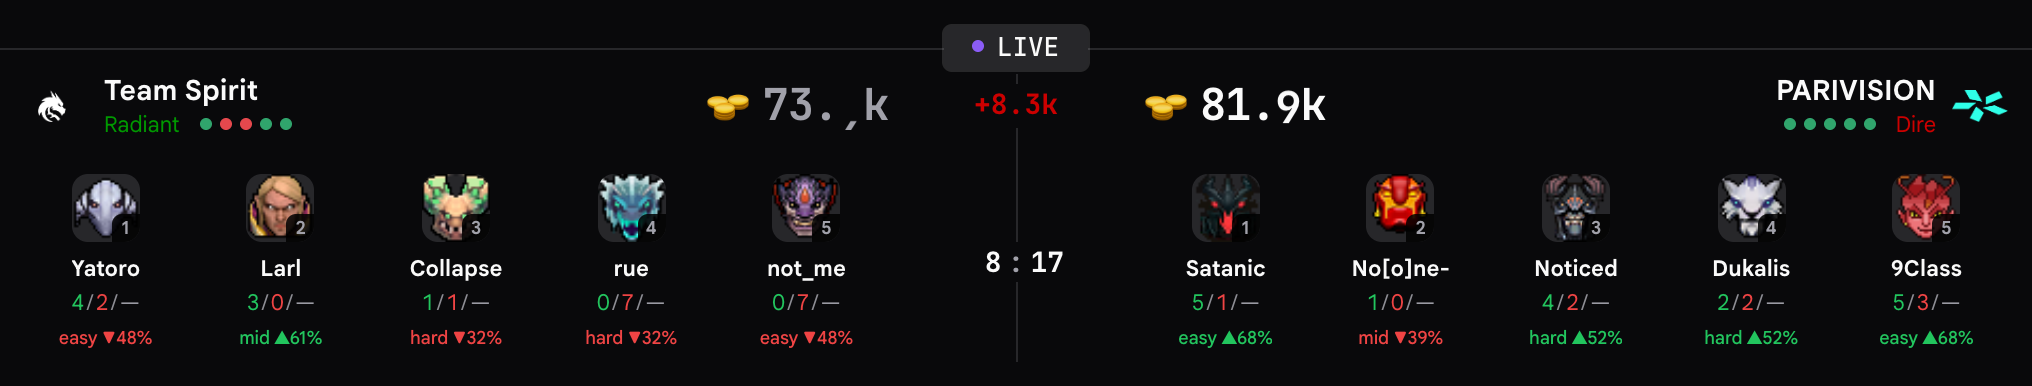 LIVE
Team Spirit
Radiant
+8.3k
81.9k
PARIVISION
Dire
1 2 3 4 5
Yatoro Larl Collapse rue not_me
4/2/— 3/0/— 1/1/— 0/7/— 0/7/—
easy ▼48% mid ▲61% hard ▼32% hard ▼32% easy ▼48%
8 : 17
1 2 3 4 5
Satanic No[o]ne- Noticed Dukalis 9Class
5/1/— 1/0/— 4/2/— 2/2/— 5/3/—
easy ▲68% mid ▼39% hard ▲52% hard ▲52% easy ▲68%